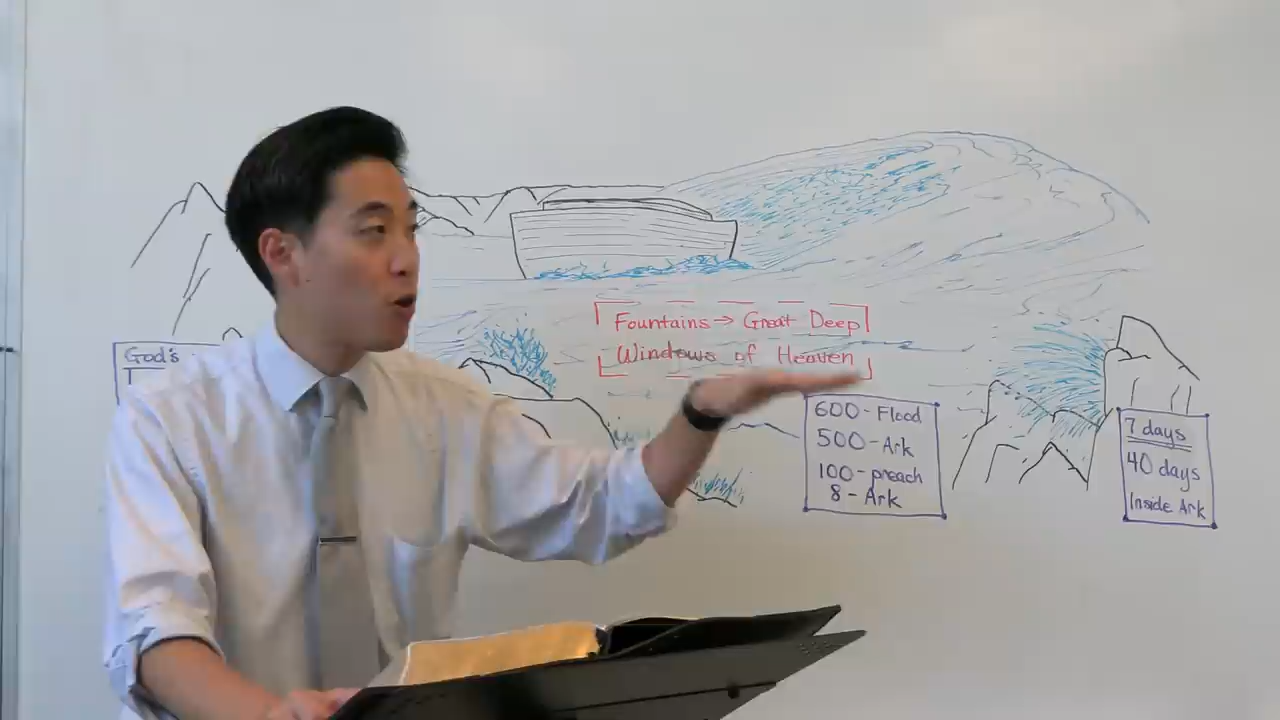 God's
Fountains → Great Deep
Windows of Heaven
600 - Flood
500 - Ark
100 - preach
8 - Ark
7 days
40 days
Inside Ark